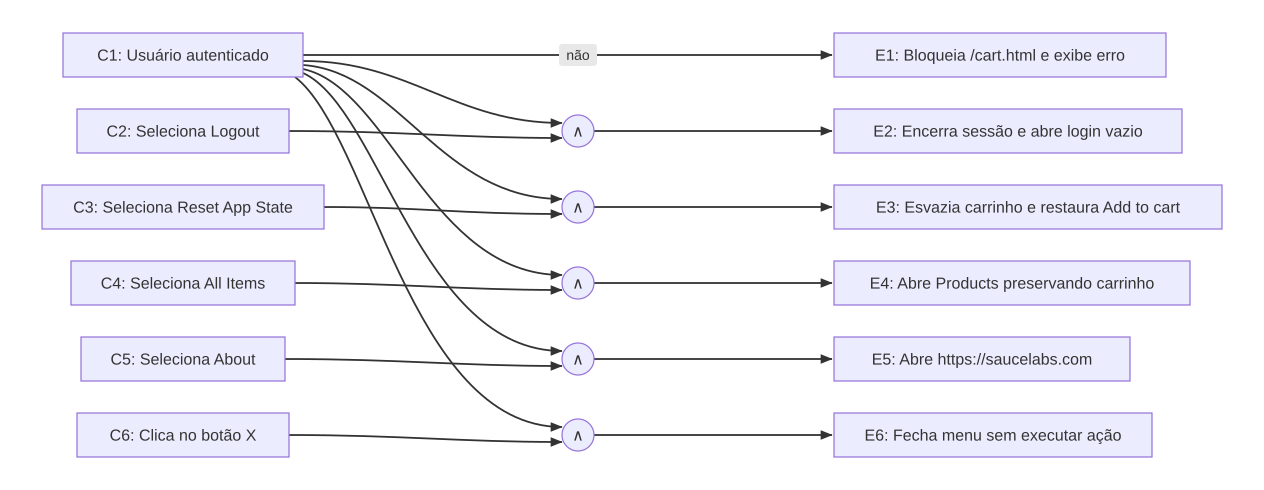 C1: Usuário autenticado
não
E1: Bloqueia /cart.html e exibe erro
C2: Seleciona Logout
∧
E2: Encerra sessão e abre login vazio
C3: Seleciona Reset App State
∧
E3: Esvazia carrinho e restaura Add to cart
C4: Seleciona All Items
∧
E4: Abre Products preservando carrinho
C5: Seleciona About
∧
E5: Abre https://saucelabs.com
C6: Clica no botão X
∧
E6: Fecha menu sem executar ação